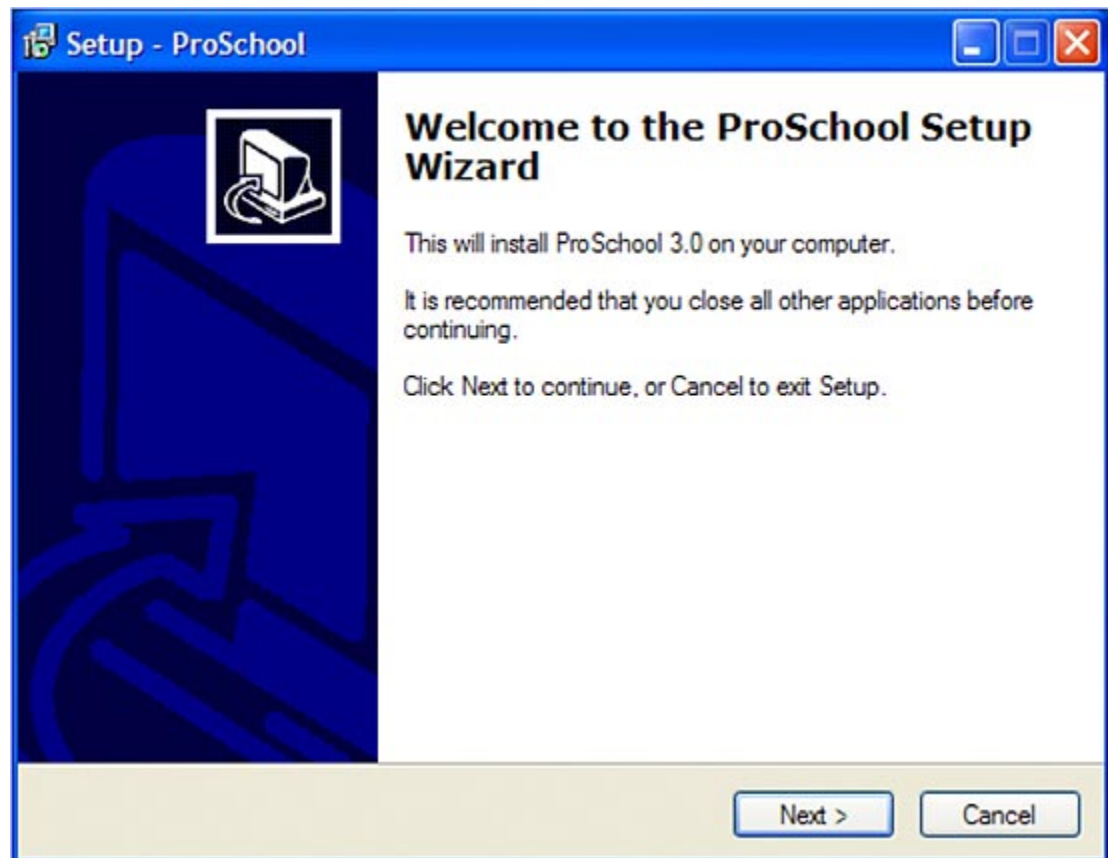 Setup - ProSchool
Welcome to the ProSchool Setup
Wizard
This will install ProSchool 3.0 on your computer.
It is recommended that you close all other applications before
continuing.
Click Next to continue, or Cancel to exit Setup.
Next >
Cancel